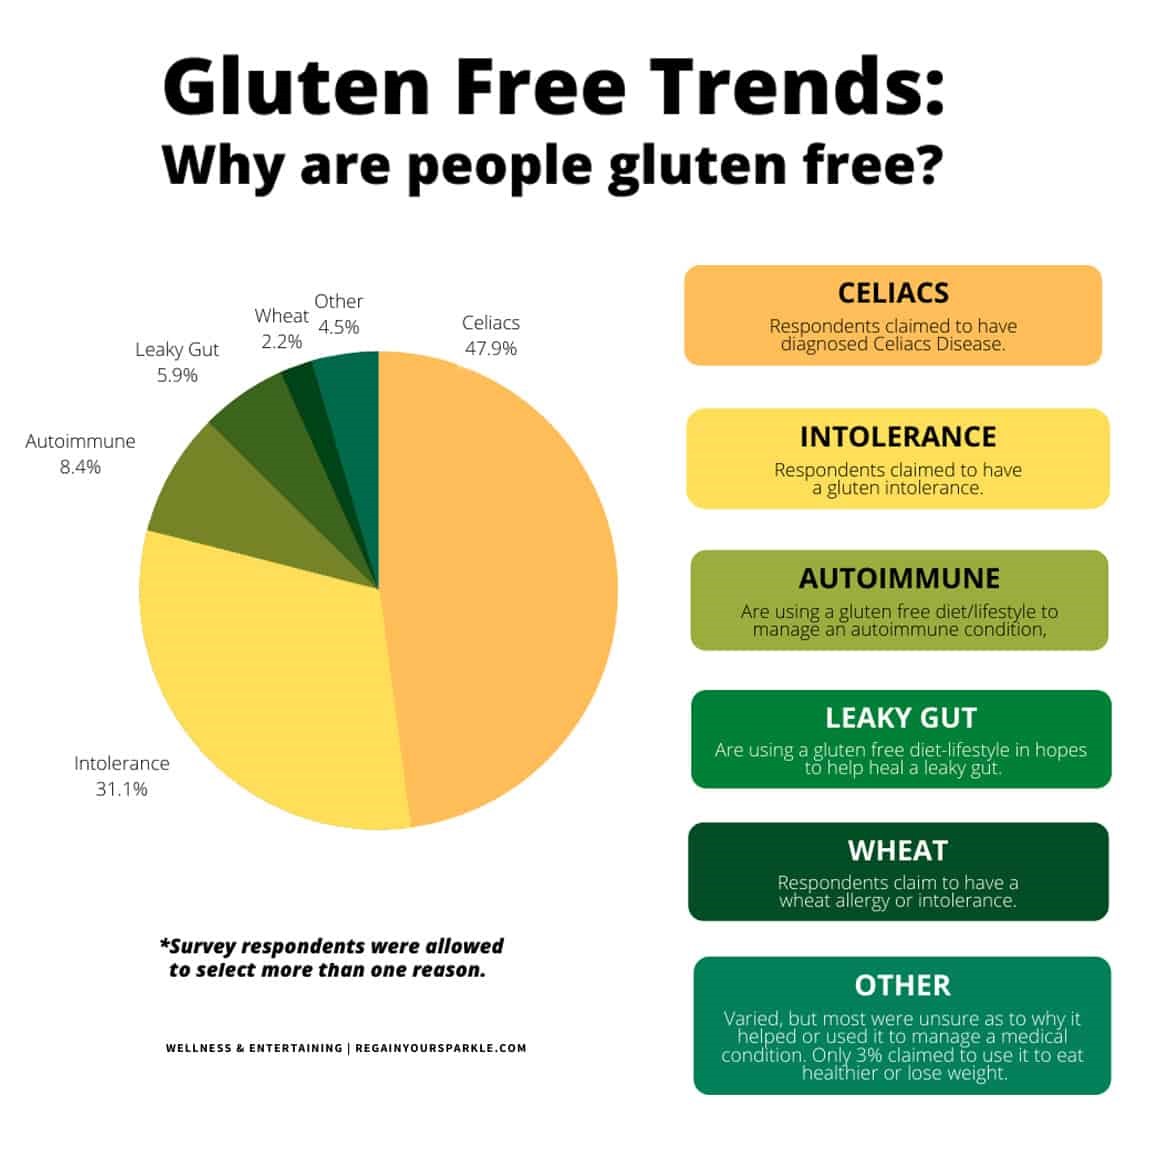 Gluten Free Trends:
Why are people gluten free?
Other
4.5%
Wheat
2.2%
Celiacs
47.9%
Leaky Gut
5.9%
Autoimmune
8.4%
Intolerance
31.1%
*Survey respondents were allowed
to select more than one reason.
WELLNESS & ENTERTAINING | REGAINYOURSPARKLE.COM
CELIACS
Respondents claimed to have
diagnosed Celiacs Disease.
INTOLERANCE
Respondents claimed to have
a gluten intolerance.
AUTOIMMUNE
Are using a gluten free diet/lifestyle to
manage an autoimmune condition,
LEAKY GUT
Are using a gluten free diet-lifestyle in hopes
to help heal a leaky gut.
WHEAT
Respondents claim to have a
wheat allergy or intolerance.
OTHER
Varied, but most were unsure as to why it
helped or used it to manage a medical
condition. Only 3% claimed to use it to eat
healthier or lose weight.